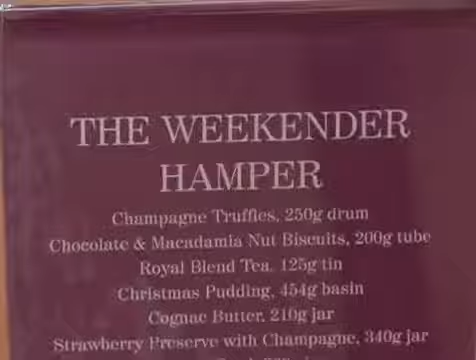 THE WEEKENDER
HAMPER
Champagne Truffles, 250g drum
Chocolate & Macadamia Nut Biscuits, 200g tube
Royal Blend Tea, 125g tin
Christmas Pudding, 454g basin
Cognac Butter, 210g jar
Strawberry Preserve with Champagne, 340g jar